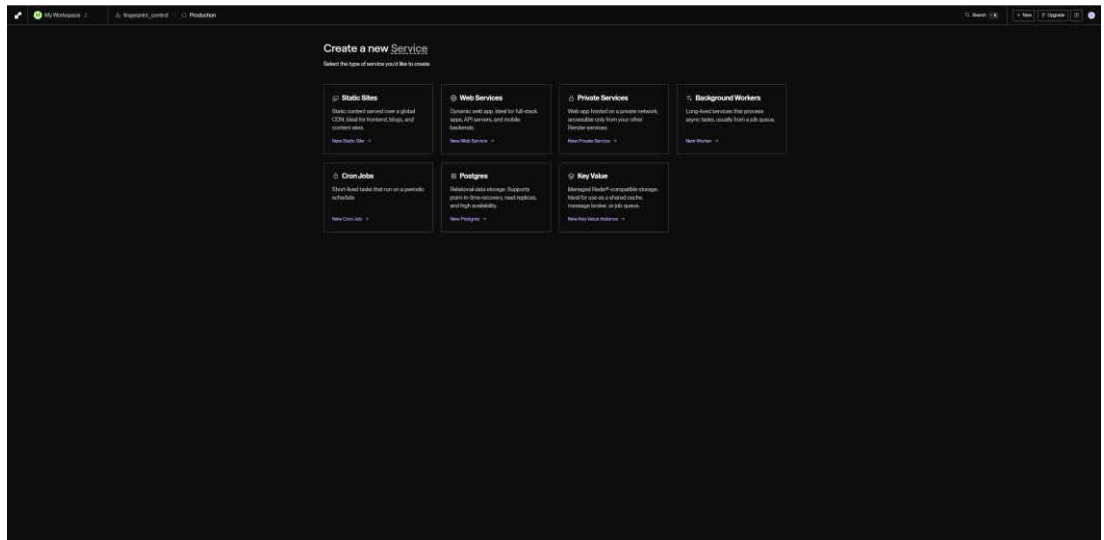 My Workspace
fingerprint_control
Production
Search
+ New
Upgrade
Create a new Service
Select the type of service you'd like to create
Static Sites
Static content served over a global
CDN. Ideal for frontend, blogs, and
content sites.
New Static Site →
Web Services
Dynamic web app. Ideal for full-stack
apps, API servers, and mobile
backends.
New Web Service →
Private Services
Web app hosted on a private network,
accessible only from your other
Render services.
New Private Service →
Background Workers
Long-lived services that process
async tasks, usually from a job queue.
New Worker →
Cron Jobs
Short-lived tasks that run on a periodic
schedule.
New Cron Job →
Postgres
Relational data storage. Supports
point-in-time recovery, read replicas,
and high availability.
New Postgres →
Key Value
Managed Redis®-compatible storage.
Ideal for use as a shared cache,
message broker, or job queue.
New Key Value Instance →